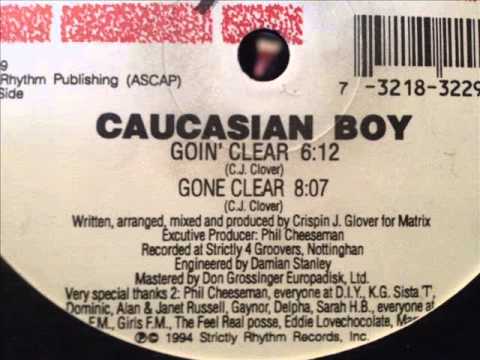 9
Rhythm Publishing (ASCAP)
Side
7 -3218-3229
CAUCASIAN BOY
GOIN' CLEAR 6:12
(C.J. Clover)
GONE CLEAR 8:07
(C.J. Clover)
Written, arranged, mixed and produced by Crispin J. Glover for Matrix
Excutive Producer: Phil Cheeseman
Recorded at Strictly 4 Groovers, Nottinghan
Engineered by Damian Stanley
Mastered by Don Grossinger Europadisk, Ltd.
Very special thanks 2: Phil Cheeseman, everyone at D.I.Y., K.G. Sista 'T',
Dominic, Alan & Janet Russell, Gaynor, Delpha, Sarah H.B., everyone at
F.M., Girls F.M., The Feel Real posse, Eddie Lovechocolate,
℗© 1994 Strictly Rhythm Records, Inc.